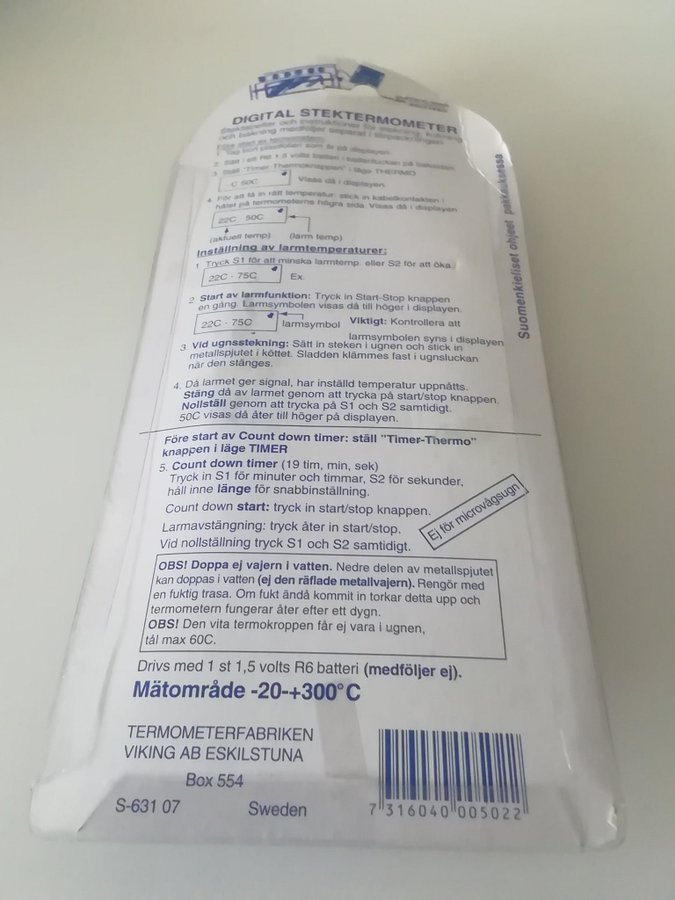 DIGITAL STEKTERMOMETER
och bakning medföljer separat i förpackningen.
2. Sätt i ett R6 1,5 volts batteri i batteriluckan på baksidan.
3. Ställ "Timer-Thermoknappen" i läge THERMO
C 50C Visas då i displayen
4. För att få in rätt temperatur, stick in kabelkontakten i
hålet på termometerns högra sida. Visas då i displayen
22C 50C
(aktuell temp) (larm temp)
Inställning av larmtemperaturer:
1. Tryck S1 för att minska larmtemp. eller S2 för att öka
22C - 75C Ex.
2. Start av larmfunktion: Tryck in Start-Stop knappen
en gång. Larmsymbolen visas då till höger i displayen.
22C - 75C larmsymbol Viktigt: Kontrollera att
larmsymbolen syns i displayen
3. Vid ugnsstekning: Sätt in steken i ugnen och stick in
metallspjutet i köttet. Sladden klämmes fast i ugnsluckan
när den stänges.
4. Då larmet ger signal, har inställd temperatur uppnåtts.
Stäng då av larmet genom att trycka på start/stop knappen.
Nollställ genom att trycka på S1 och S2 samtidigt.
50C visas då åter till höger på displayen.
Före start av Count down timer: ställ "Timer-Thermo"
knappen i läge TIMER
5. Count down timer (19 tim, min, sek)
Tryck in S1 för minuter och timmar, S2 för sekunder,
håll inne länge för snabbinställning.
Count down start: tryck in start/stop knappen.
Larmavstängning: tryck åter in start/stop.
Vid nollställning tryck S1 och S2 samtidigt.
Ej för microvågsugn
OBS! Doppa ej vajern i vatten. Nedre delen av metallspjutet
kan doppas i vatten (ej den räflade metallvajern). Rengör med
en fuktig trasa. Om fukt ändå kommit in torkar detta upp och
termometern fungerar åter efter ett dygn.
OBS! Den vita termokroppen får ej vara i ugnen,
tål max 60C.
Drivs med 1 st 1,5 volts R6 batteri (medföljer ej).
Mätområde -20-+300°C
TERMOMETERFABRIKEN
VIKING AB ESKILSTUNA
Box 554
S-631 07 Sweden
7 316040 005022
Suomenkieliset ohjeet pakkauksessa